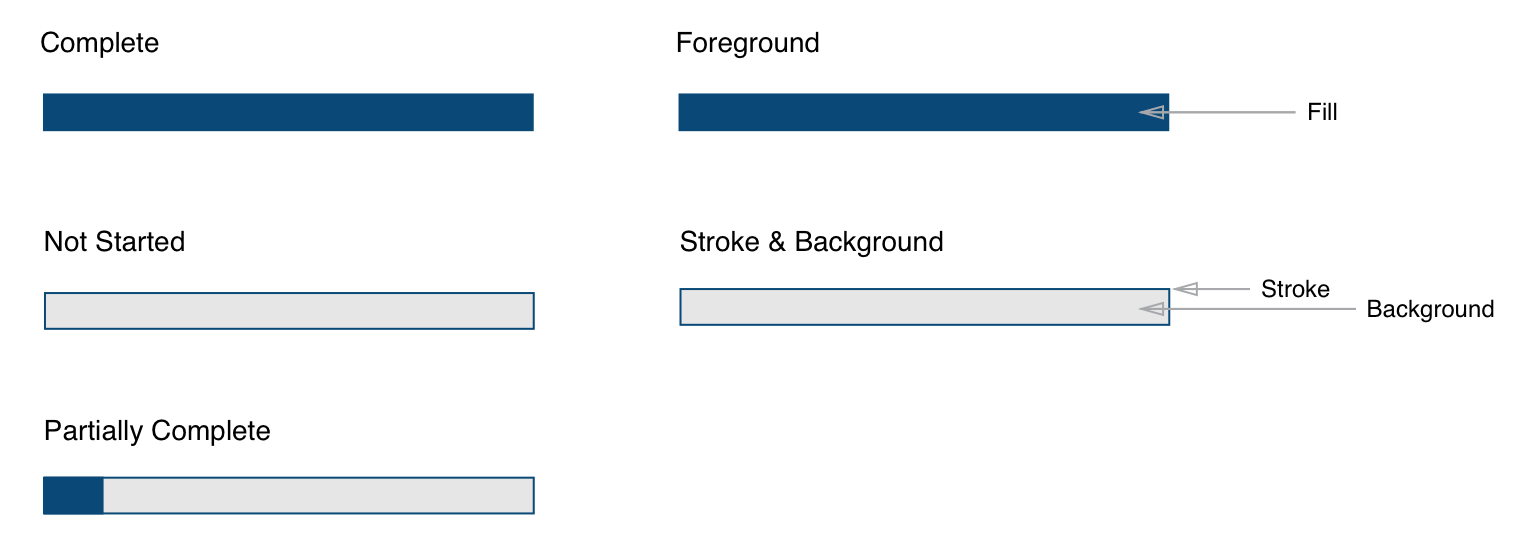 Complete
Foreground
Fill
Not Started
Stroke & Background
Stroke
Background
Partially Complete